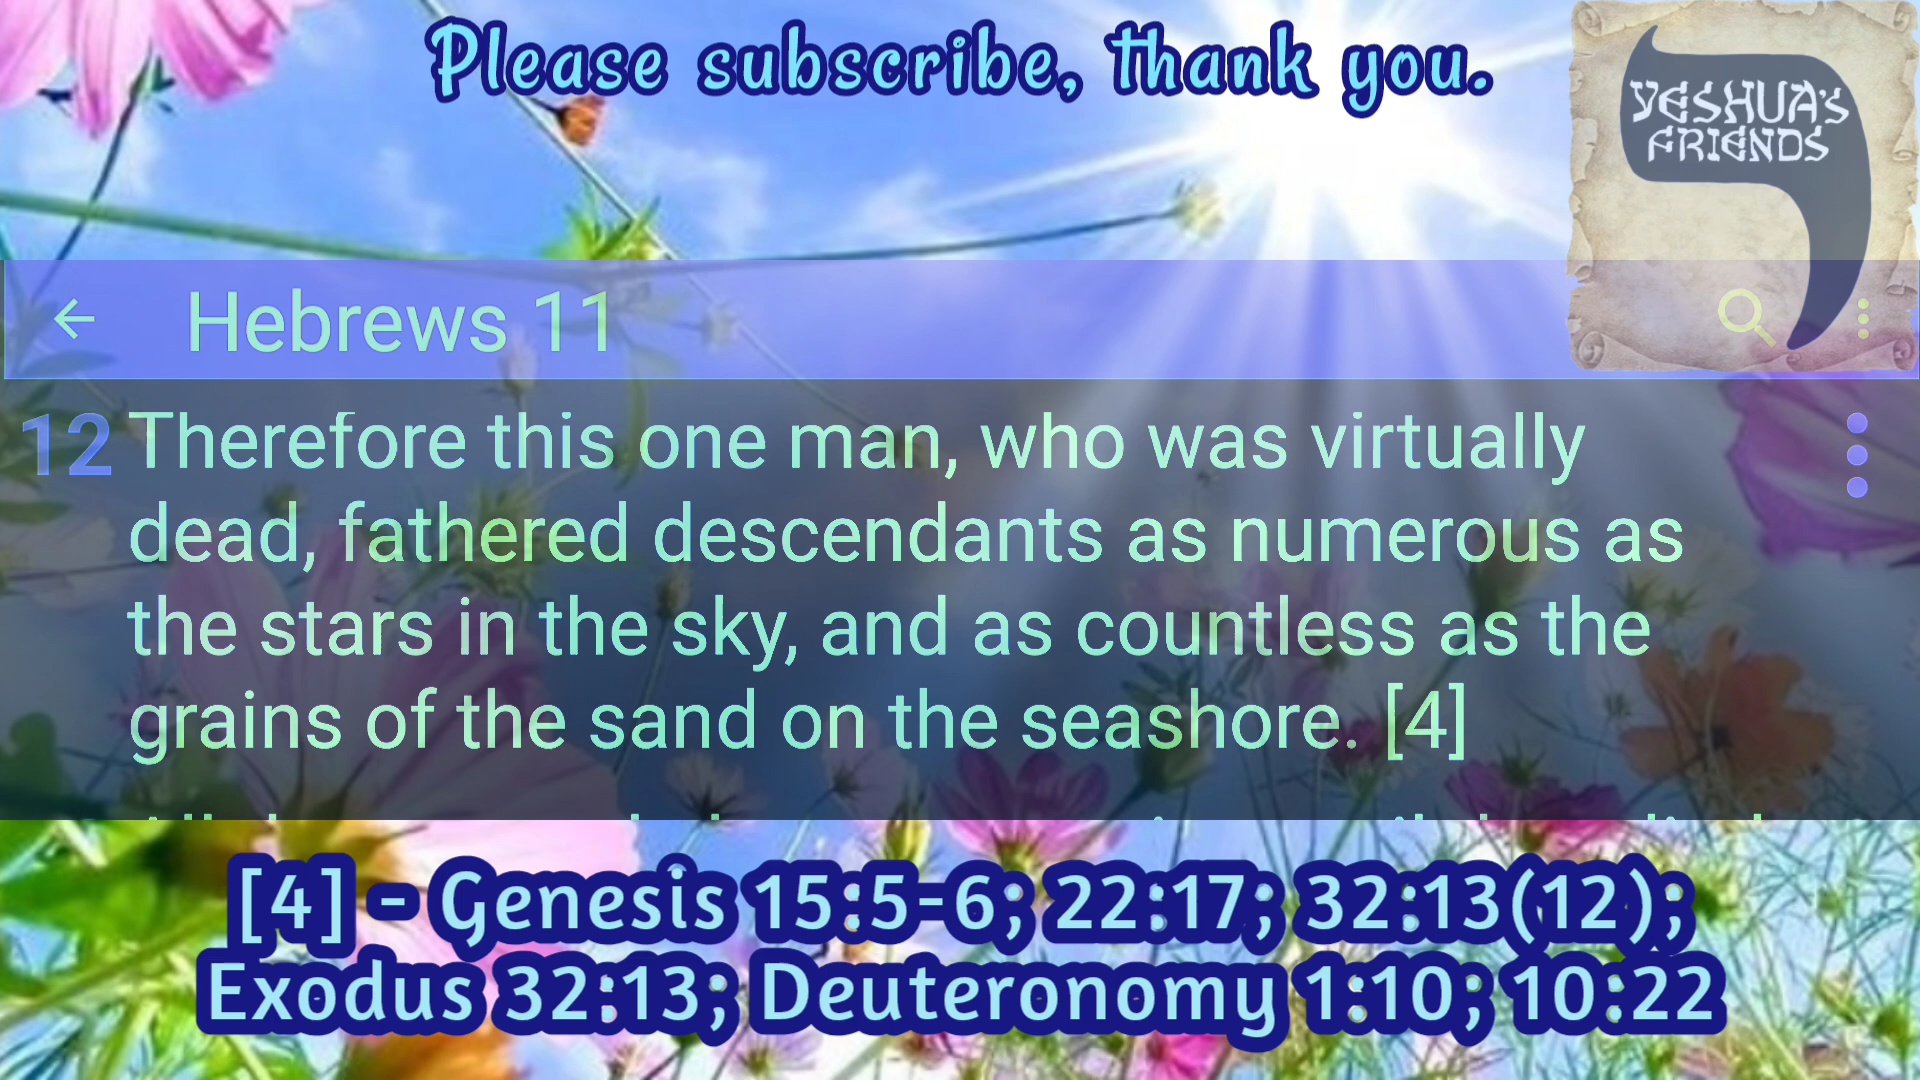 Please subscribe, thank you.
YESHUA'S
FRIENDS
Hebrews 11
12 Therefore this one man, who was virtually
dead, fathered descendants as numerous as
the stars in the sky, and as countless as the
grains of the sand on the seashore. [4]
[4] - Genesis 15:5-6; 22:17; 32:13(12);
Exodus 32:13; Deuteronomy 1:10; 10:22